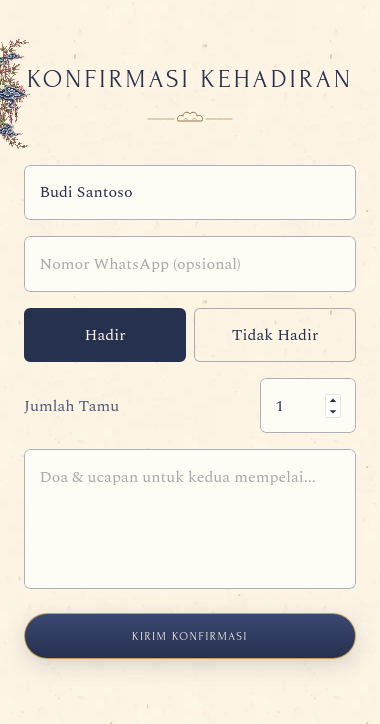 KONFIRMASI KEHADIRAN
Budi Santoso
Nomor WhatsApp (opsional)
Hadir
Tidak Hadir
Jumlah Tamu
1
Doa & ucapan untuk kedua mempelai...
KIRIM KONFIRMASI